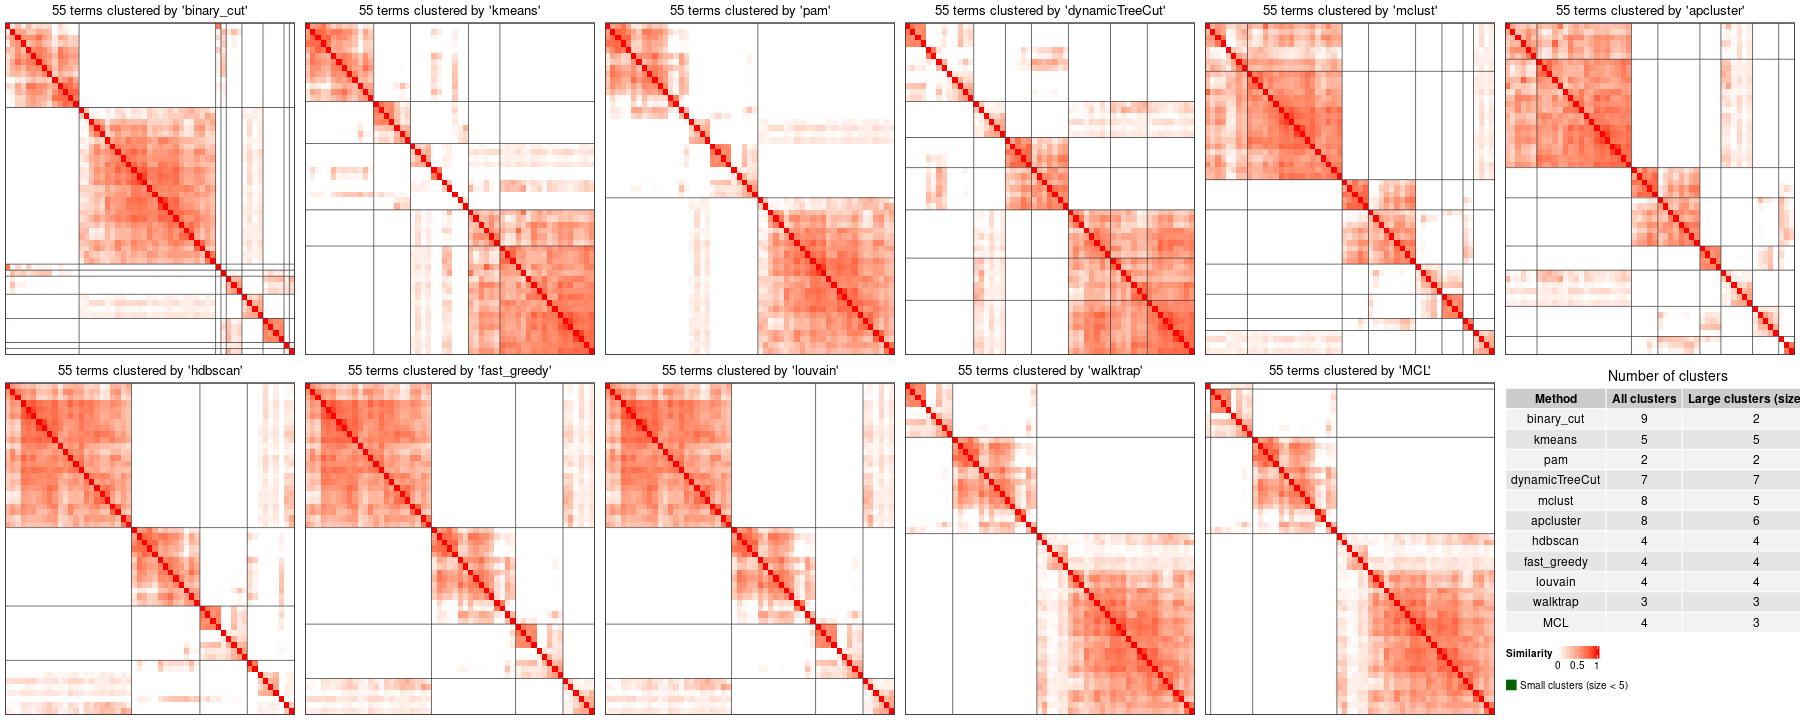 55 terms clustered by 'binary_cut'
55 terms clustered by 'kmeans'
55 terms clustered by 'pam'
55 terms clustered by 'dynamicTreeCut'
55 terms clustered by 'mclust'
55 terms clustered by 'apcluster'
55 terms clustered by 'hdbscan'
55 terms clustered by 'fast_greedy'
55 terms clustered by 'louvain'
55 terms clustered by 'walktrap'
55 terms clustered by 'MCL'
Number of clusters
Method All clusters Large clusters (size
binary_cut 9 2
kmeans 5 5
pam 2 2
dynamicTreeCut 7 7
mclust 8 5
apcluster 8 6
hdbscan 4 4
fast_greedy 4 4
louvain 4 4
walktrap 3 3
MCL 4 3
Similarity
0 0.5 1
Small clusters (size < 5)